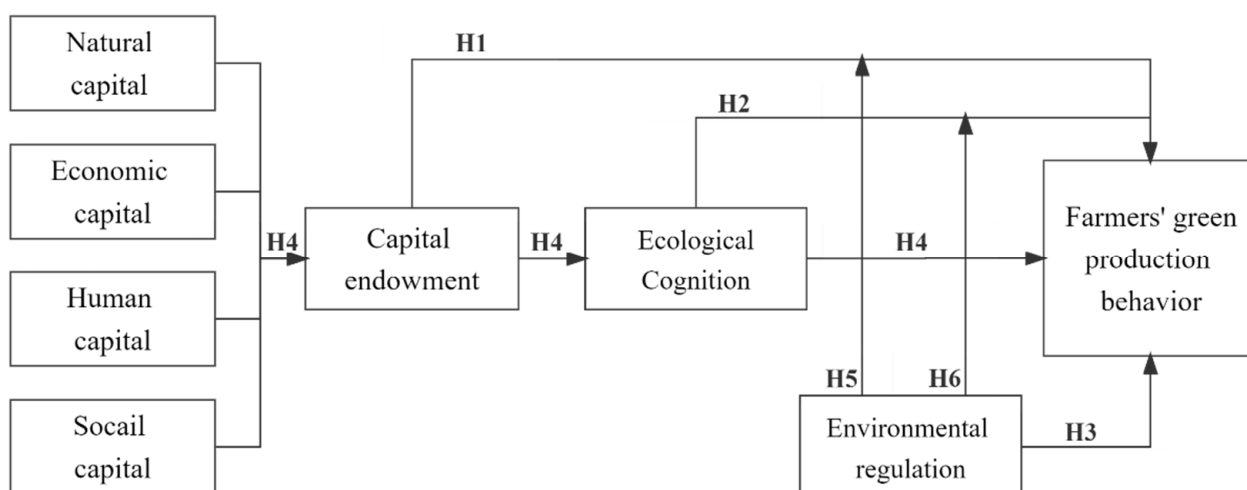 Natural
capital
Economic
capital
Human
capital
Socail
capital
H4
Capital
endowment
H1
H4
Ecological
Cognition
H2
H4
H5
H6
Environmental
regulation
H3
Farmers' green
production
behavior